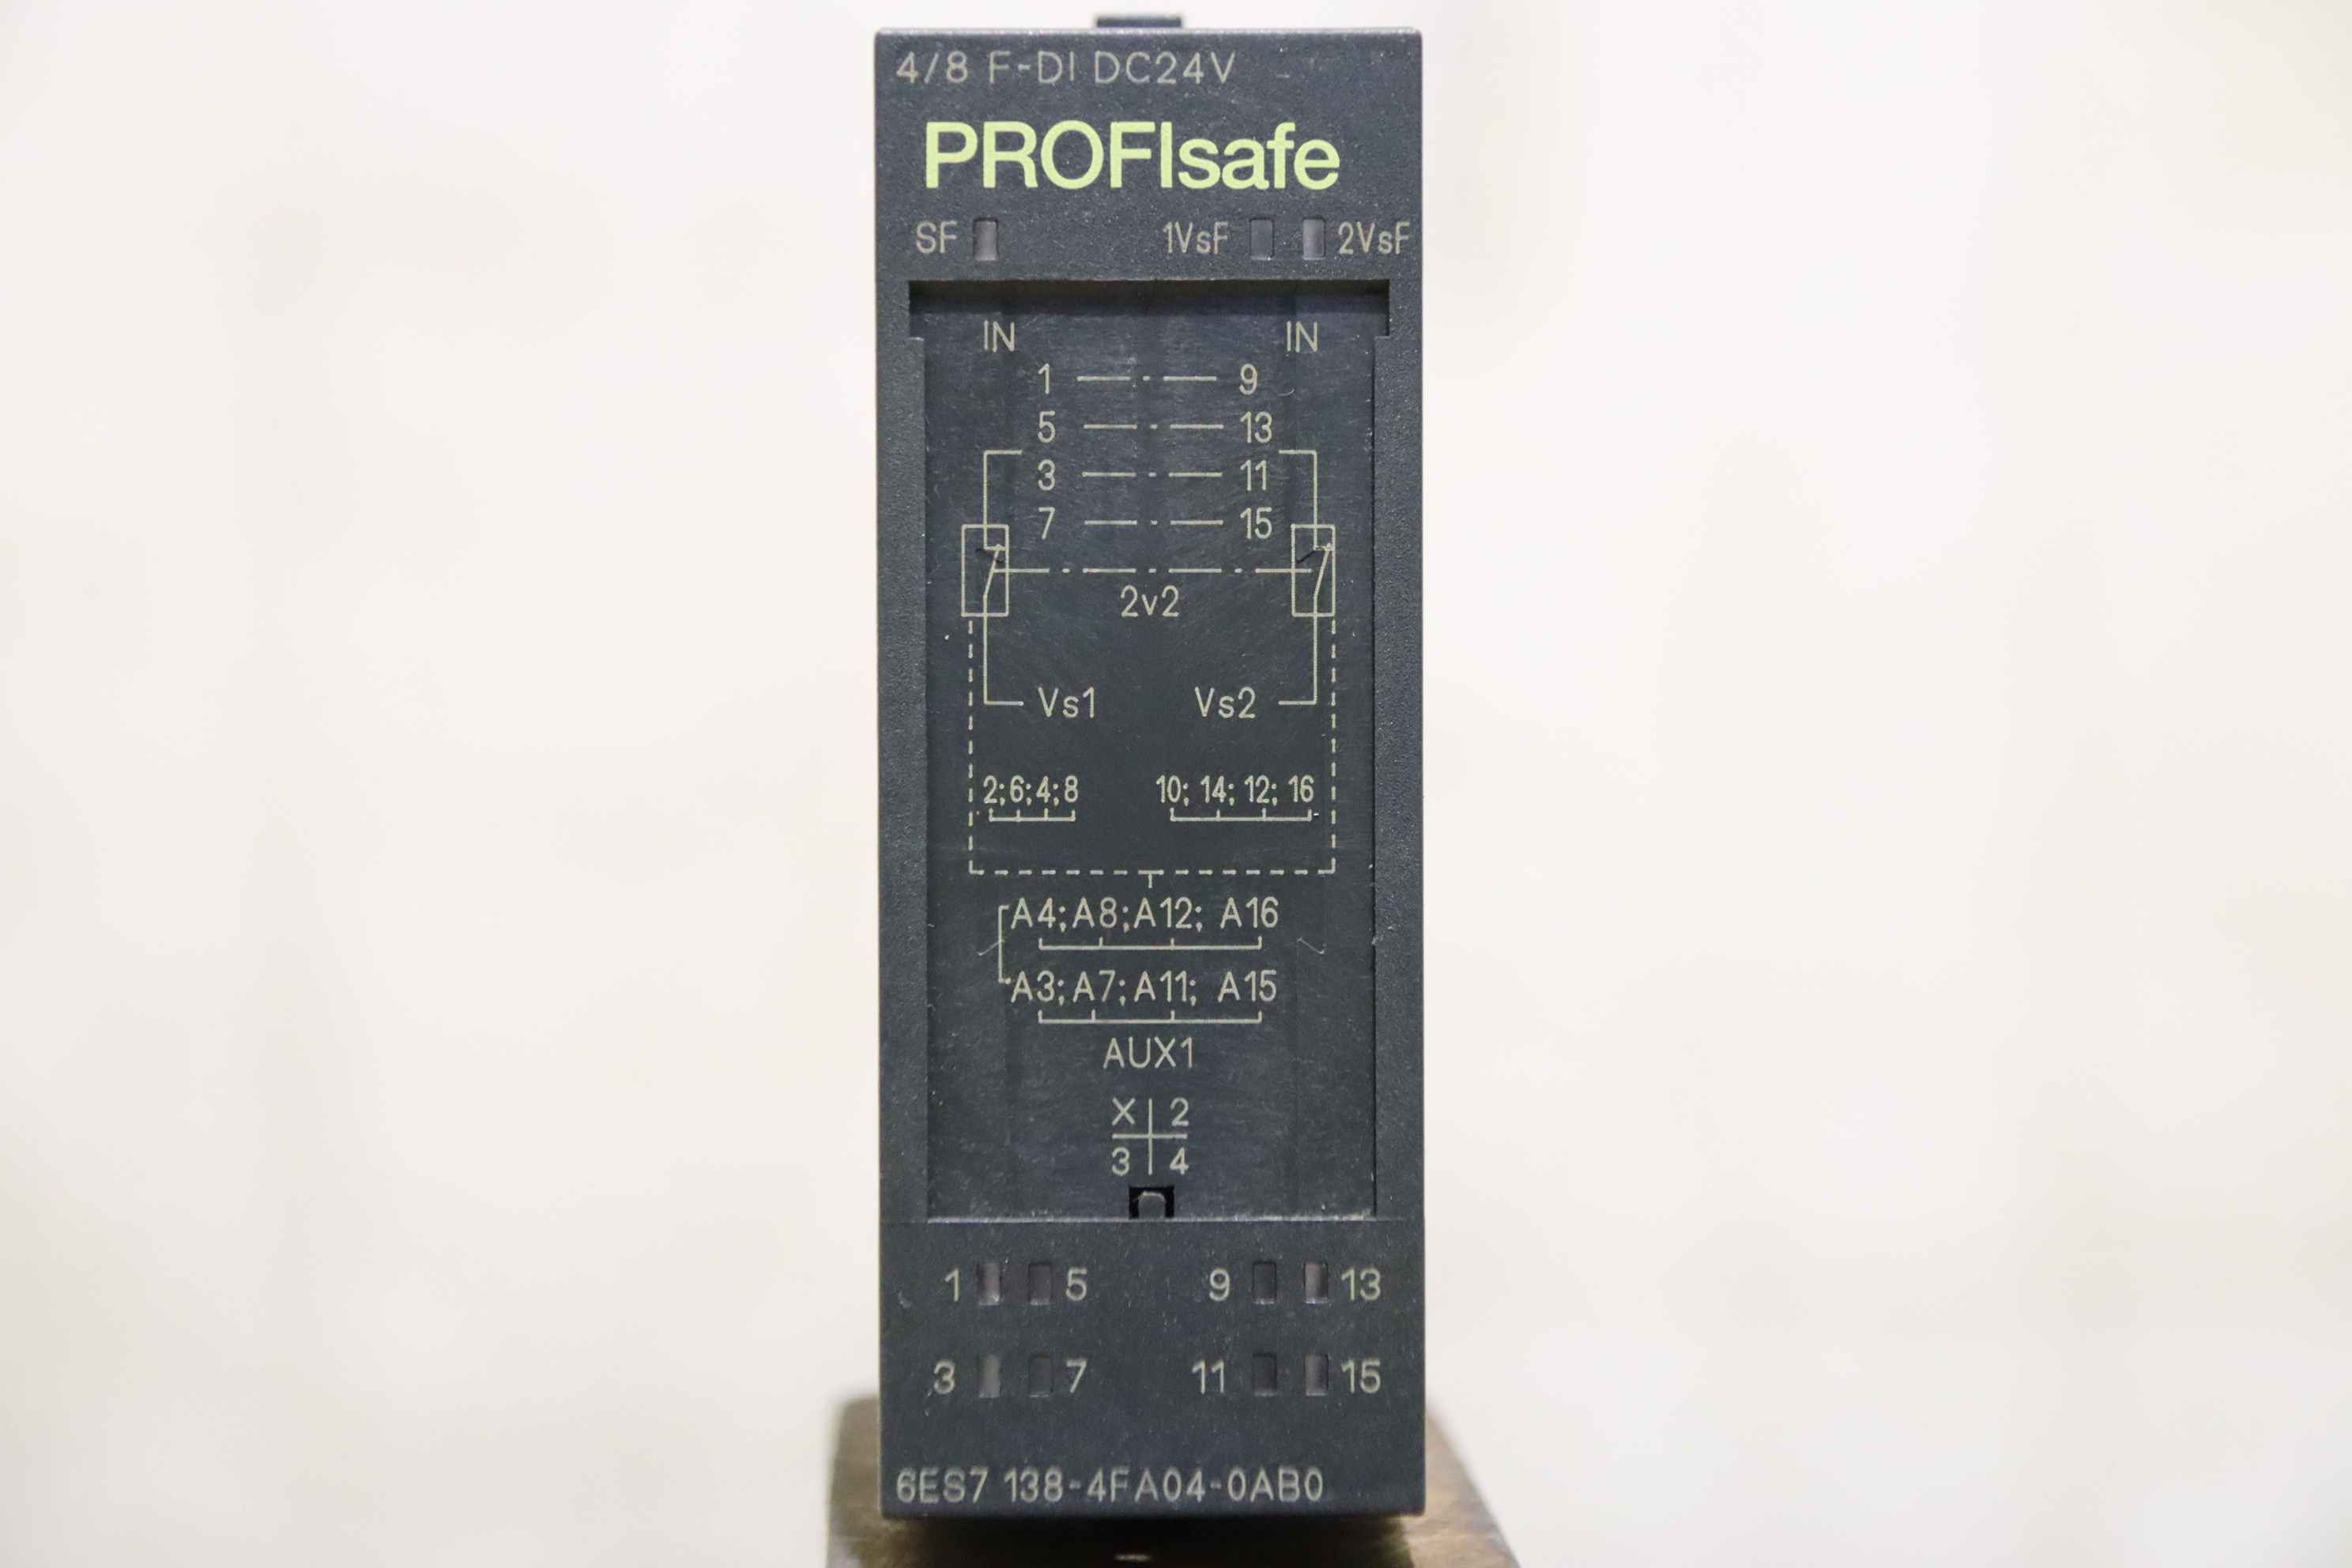 4/8 F-DI DC24V
PROFIsafe
SF 1VsF 2VsF
IN IN
1 9
5 13
3 11
7 15
2v2
Vs1 Vs2
2;6;4;8 10; 14; 12; 16
A4;A8;A12; A16
A3;A7;A11; A15
AUX1
X 2
3 4
1 5 9 13
3 7 11 15
6ES7 138-4FA04-0AB0